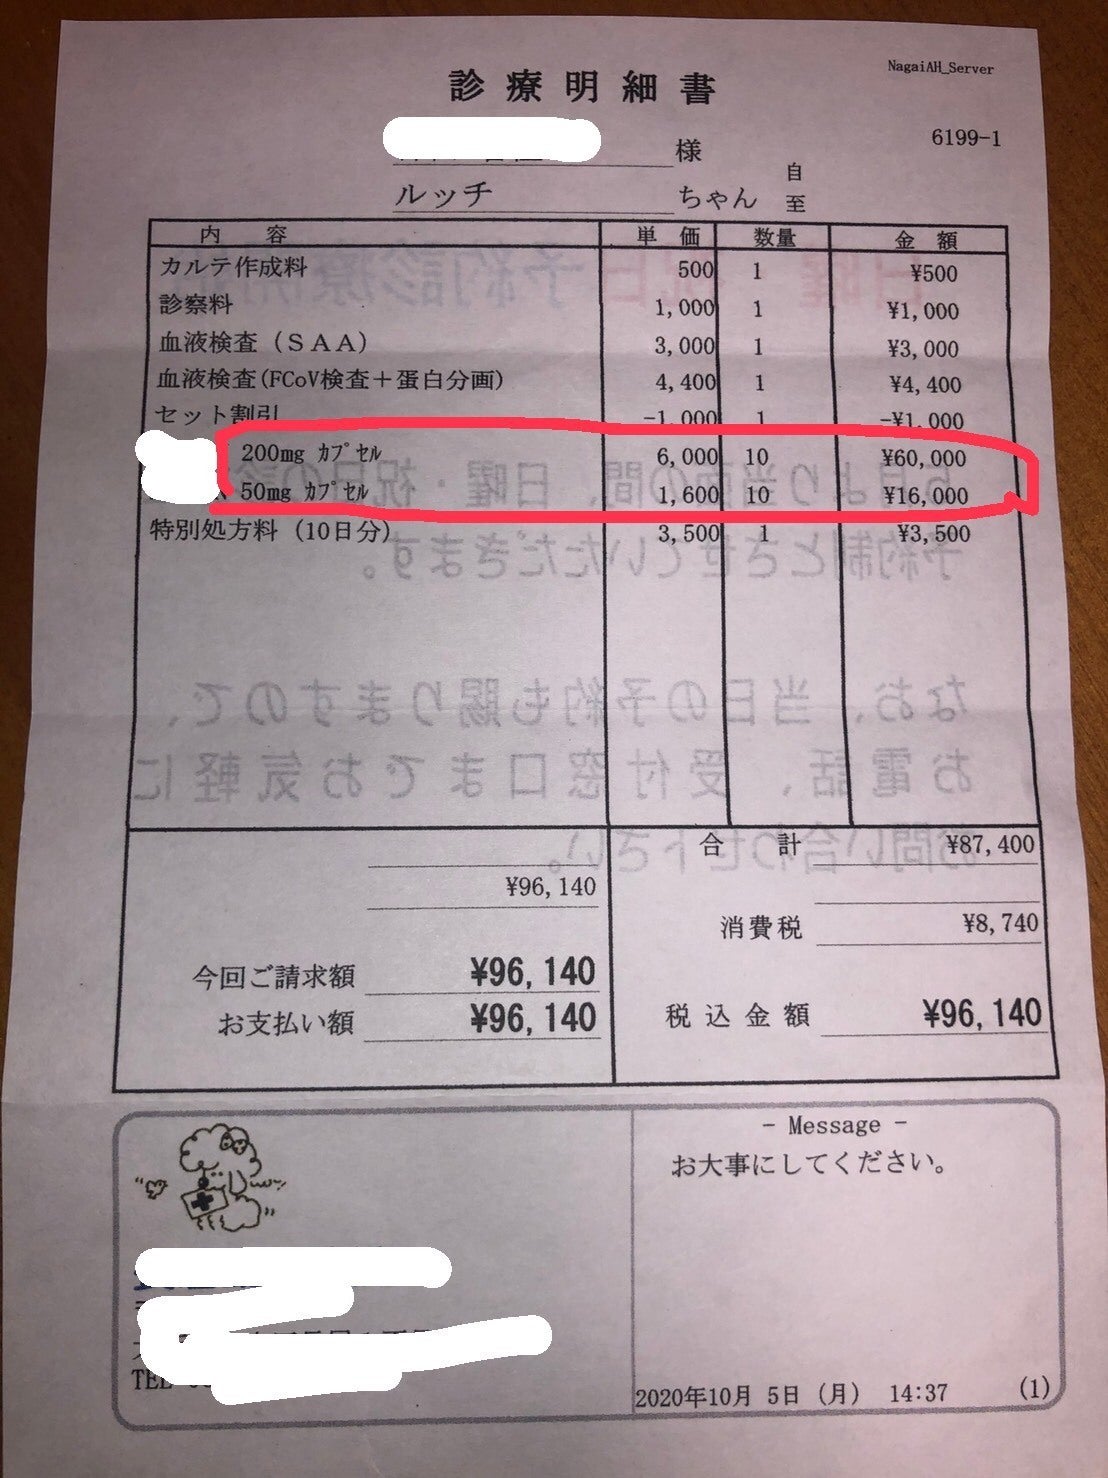 NagaiAH_Server
診療明細書
6199-1
様
ルッチ ちゃん 自 至
内 容 単 価 数量 金 額
カルテ作成料 500 1 ¥500
診察料 1,000 1 ¥1,000
血液検査(SAA) 3,000 1 ¥3,000
血液検査(FCoV検査+蛋白分画) 4,400 1 ¥4,400
セット割引 -1,000 1 -¥1,000
200mg ｶﾌﾟｾﾙ 6,000 10 ¥60,000
50mg ｶﾌﾟｾﾙ 1,600 10 ¥16,000
特別処方料 (10日分) 3,500 1 ¥3,500
合 計 ¥87,400
¥96,140
消費税 ¥8,740
今回ご請求額 ¥96,140
お支払い額 ¥96,140
税込金額 ¥96,140
- Message -
お大事にしてください。
TEL
2020年10月 5日 (月) 14:37 (1)